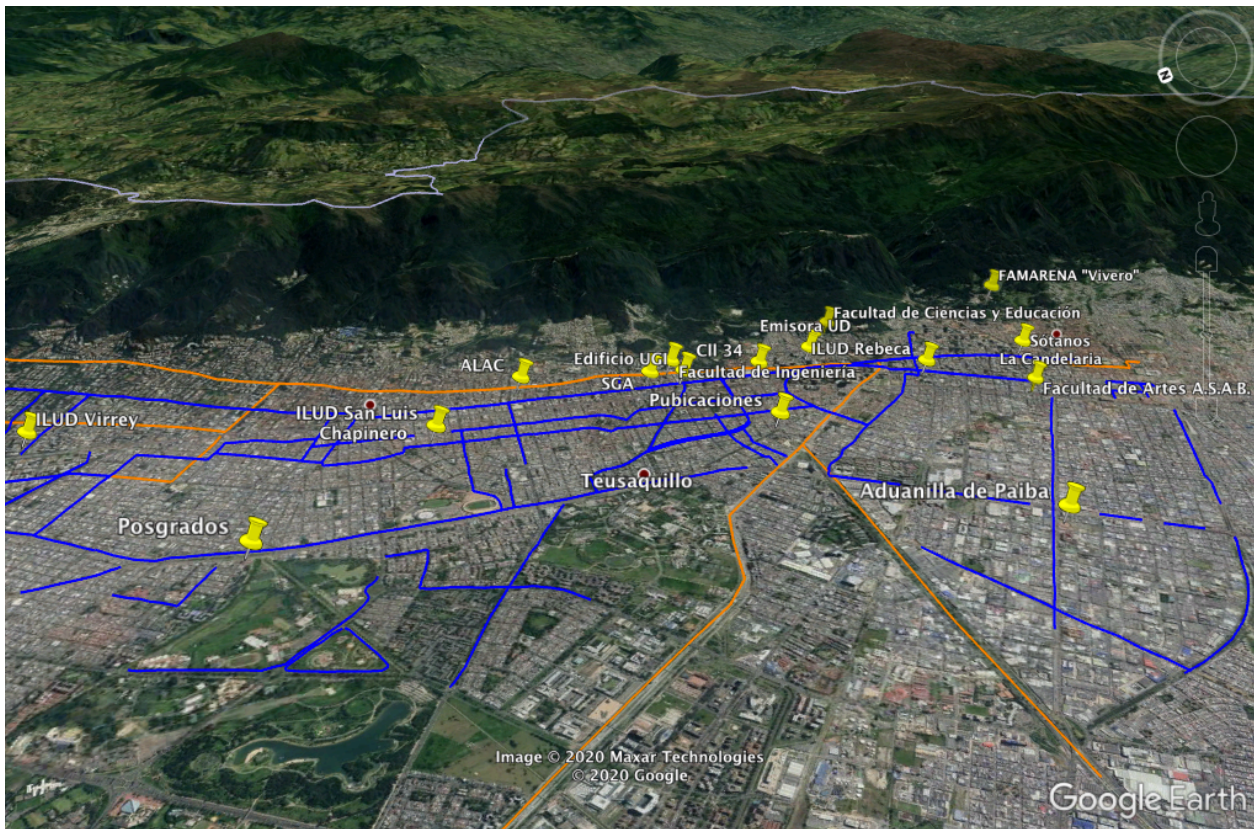 N
FAMARENA "Vivero"
Facultad de Ciencias y Educación
Emisora UD
Sótanos
La Candelaria
ILUD Rebeca
CII 34
Edificio UGI
ALAC
Facultad de Ingeniería
SGA
Facultad de Artes A.S.A.B.
Pubicaciones
ILUD San Luis
Chapinero
ILUD Virrey
Teusaquillo
Aduanilla de Paiba
Posgrados
Image © 2020 Maxar Technologies
© 2020 Google
Google Earth